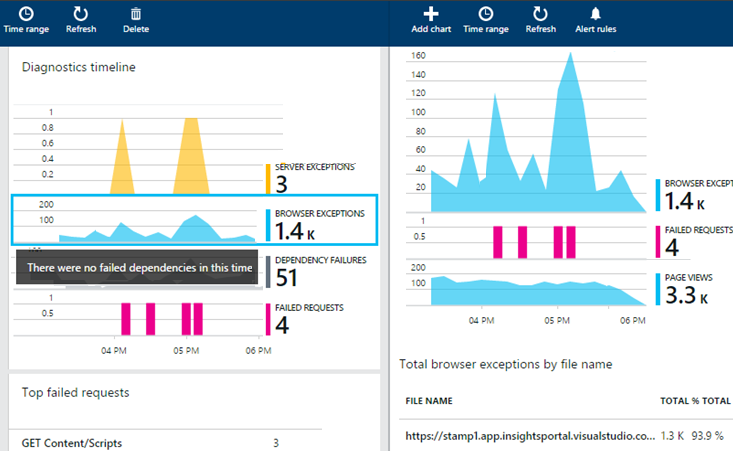 Time range
Refresh
Delete
Diagnostics timeline
1
0.8
0.6
0.4
0.2
SERVER EXCEPTIONS
3
200
100
BROWSER EXCEPTIONS
1.4 K
There were no failed dependencies in this time
DEPENDENCY FAILURES
51
1
0.5
FAILED REQUESTS
4
04 PM 05 PM 06 PM
Top failed requests
GET Content/Scripts 3
Add chart
Time range
Refresh
Alert rules
160
140
120
100
80
60
40
20
BROWSER EXCEPT
1.4 K
1
0.5
FAILED REQUESTS
4
200
100
PAGE VIEWS
3.3 K
04 PM 05 PM 06 PM
Total browser exceptions by file name
FILE NAME TOTAL % TOTAL
https://stamp1.app.insightsportal.visualstudio.co... 1.3 K 93.9 %